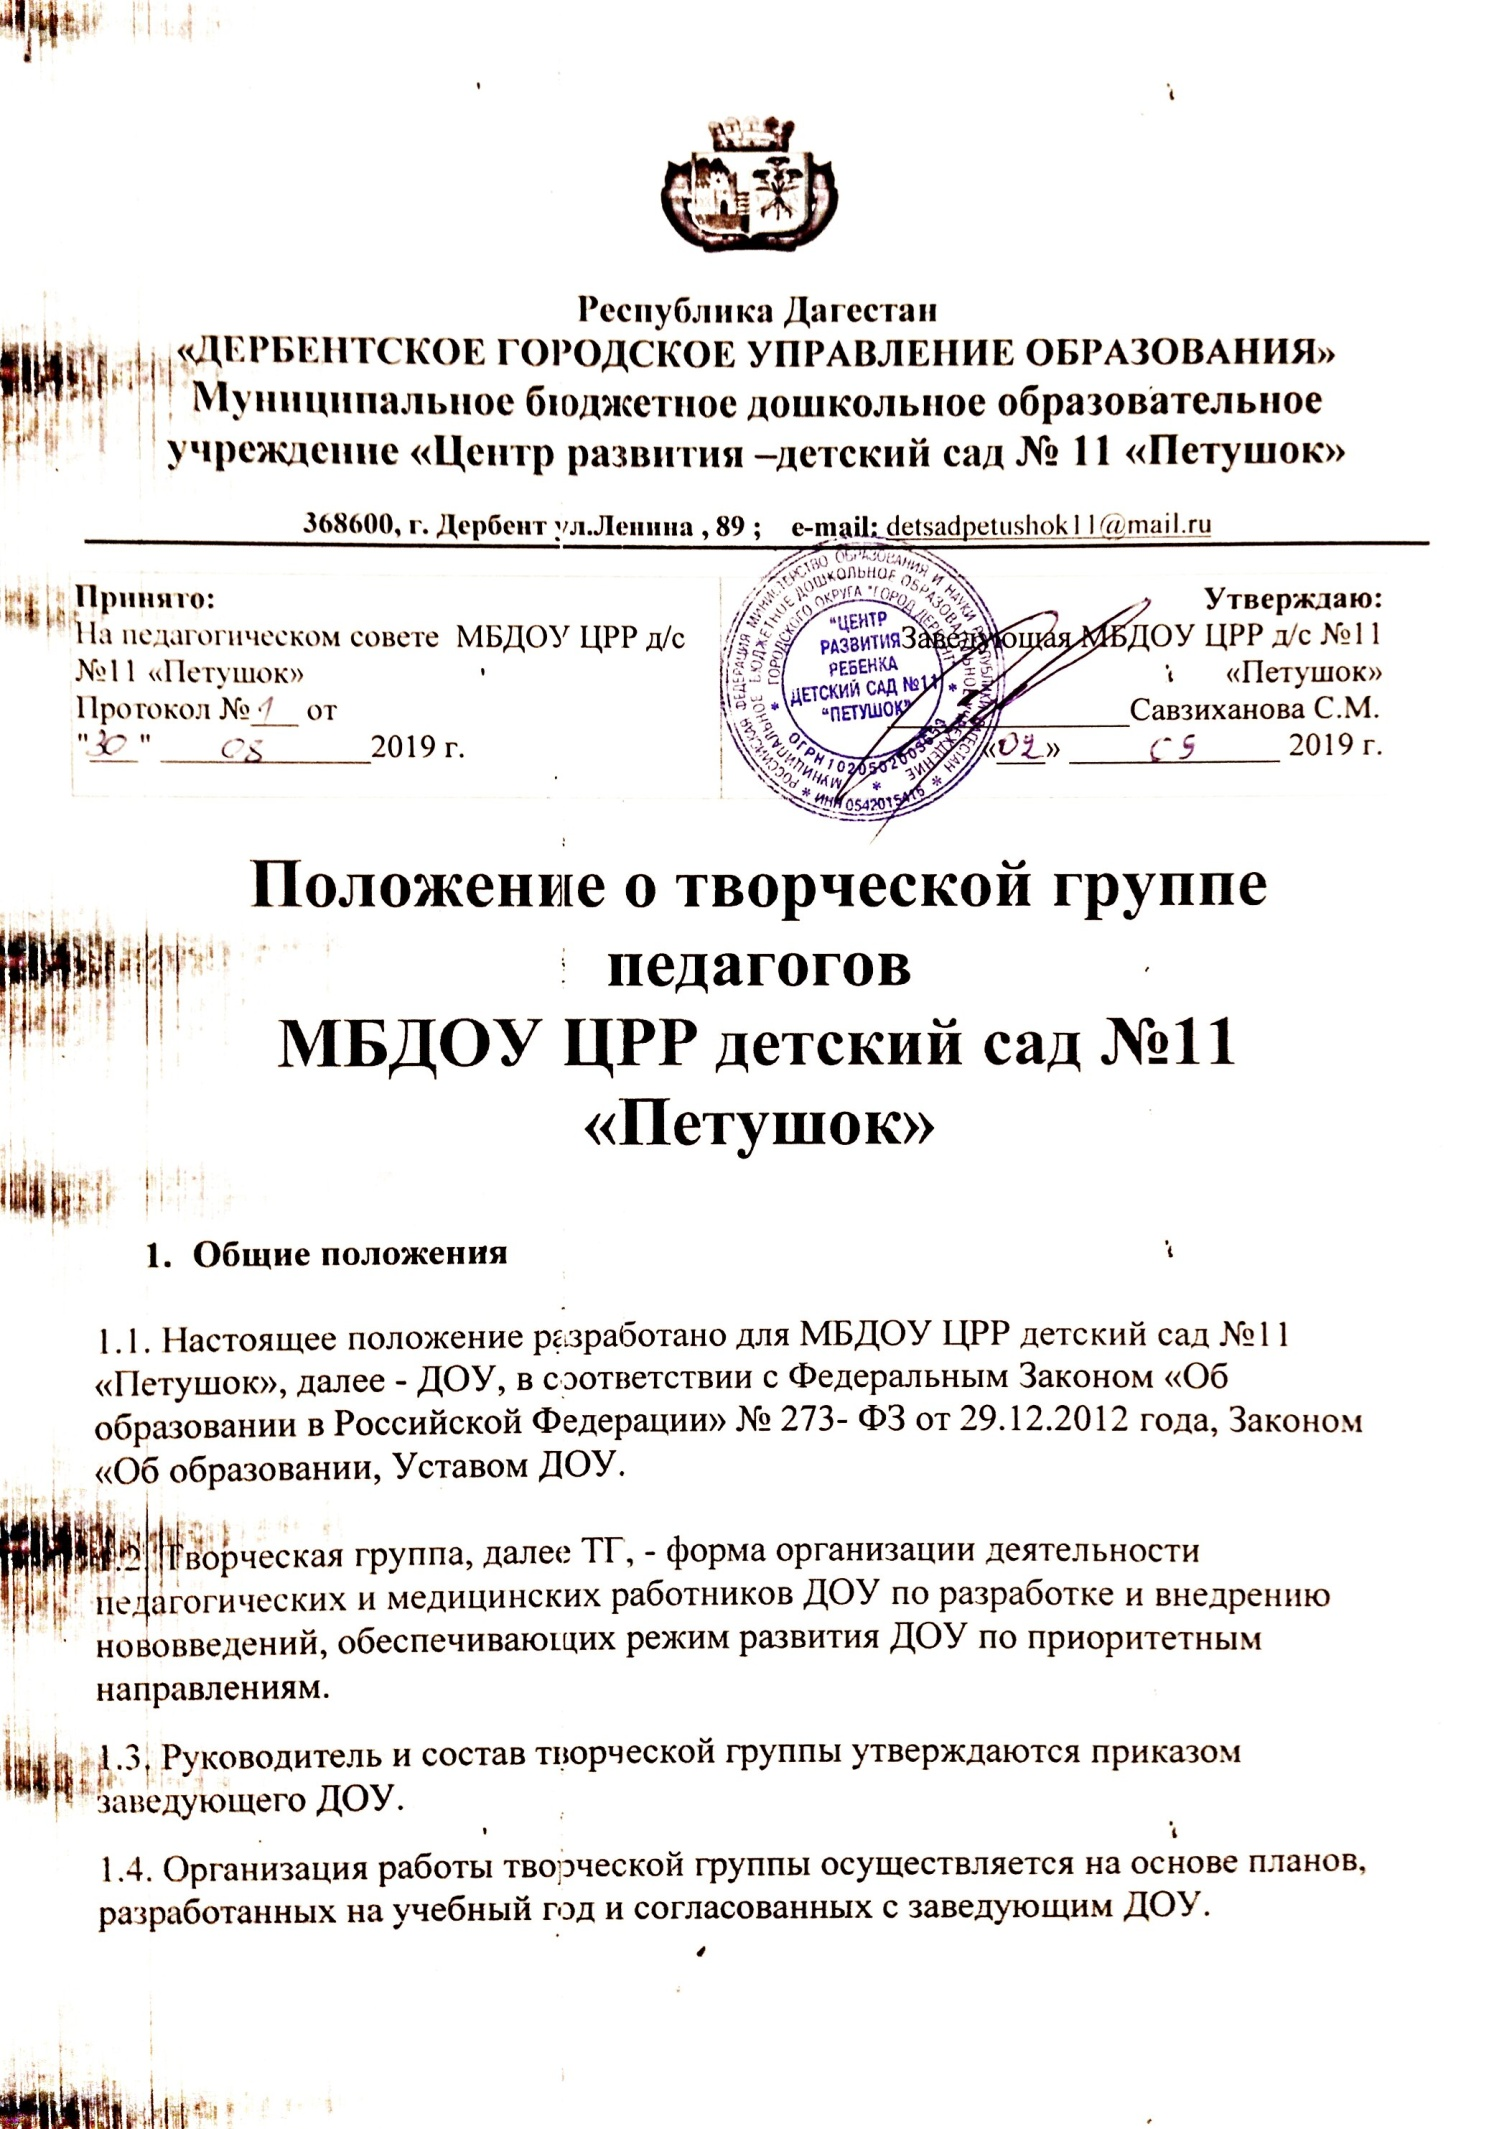 Республика Дагестан
«ДЕРБЕНТСКОЕ ГОРОДСКОЕ УПРАВЛЕНИЕ ОБРАЗОВАНИЯ»
Муниципальное бюджетное дошкольное образовательное
учреждение «Центр развития –детский сад № 11 «Петушок»
368600, г. Дербент ул.Ленина , 89 ; e-mail: detsadpetushok11@mail.ru
Принято:
На педагогическом совете МБДОУ ЦРР д/с
№11 «Петушок»
Протокол № 1 от
"30" 08 2019 г.
Утверждаю:
Заведующая МБДОУ ЦРР д/с №11
«Петушок»
Савзиханова С.М.
«02» 09 2019 г.
"ЦЕНТР
РАЗВИТИЯ
РЕБЕНКА
ДЕТСКИЙ САД №11
"ПЕТУШОК"
Положение о творческой группе
педагогов
МБДОУ ЦРР детский сад №11
«Петушок»
1. Общие положения
1.1. Настоящее положение разработано для МБДОУ ЦРР детский сад №11
«Петушок», далее - ДОУ, в соответствии с Федеральным Законом «Об
образовании в Российской Федерации» № 273- ФЗ от 29.12.2012 года, Законом
«Об образовании, Уставом ДОУ.
1.2. Творческая группа, далее ТГ, - форма организации деятельности
педагогических и медицинских работников ДОУ по разработке и внедрению
нововведений, обеспечивающих режим развития ДОУ по приоритетным
направлениям.
1.3. Руководитель и состав творческой группы утверждаются приказом
заведующего ДОУ.
1.4. Организация работы творческой группы осуществляется на основе планов,
разработанных на учебный год и согласованных с заведующим ДОУ.